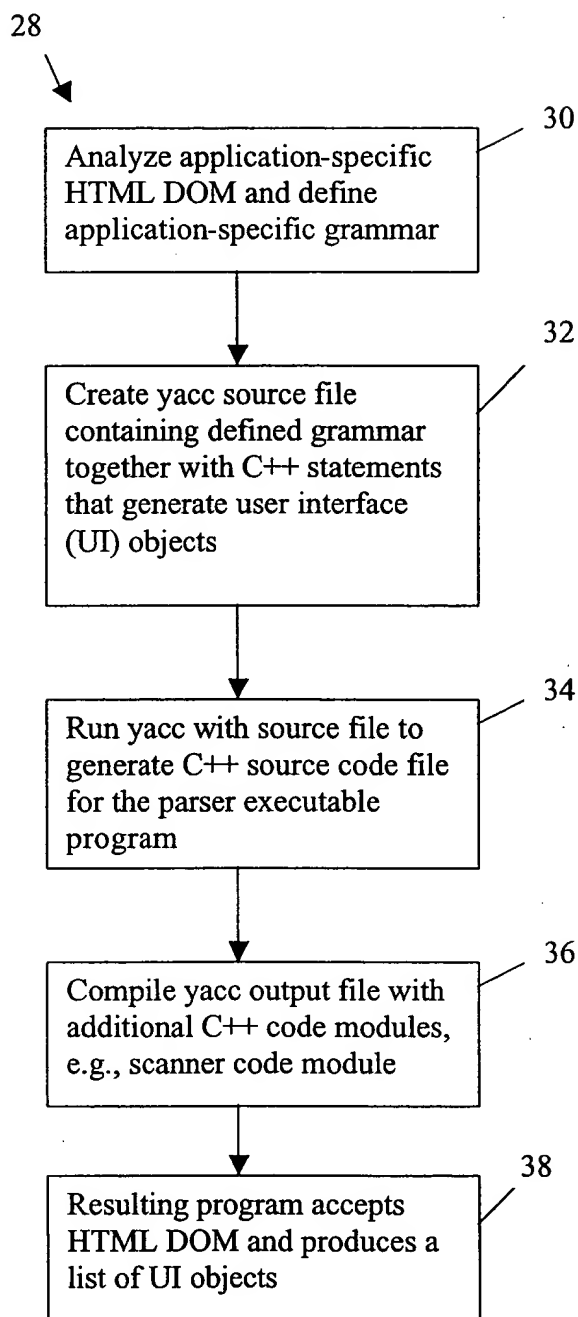 28
30
Analyze application-specific
HTML DOM and define
application-specific grammar
32
Create yacc source file
containing defined grammar
together with C++ statements
that generate user interface
(UI) objects
34
Run yacc with source file to
generate C++ source code file
for the parser executable
program
36
Compile yacc output file with
additional C++ code modules,
e.g., scanner code module
38
Resulting program accepts
HTML DOM and produces a
list of UI objects